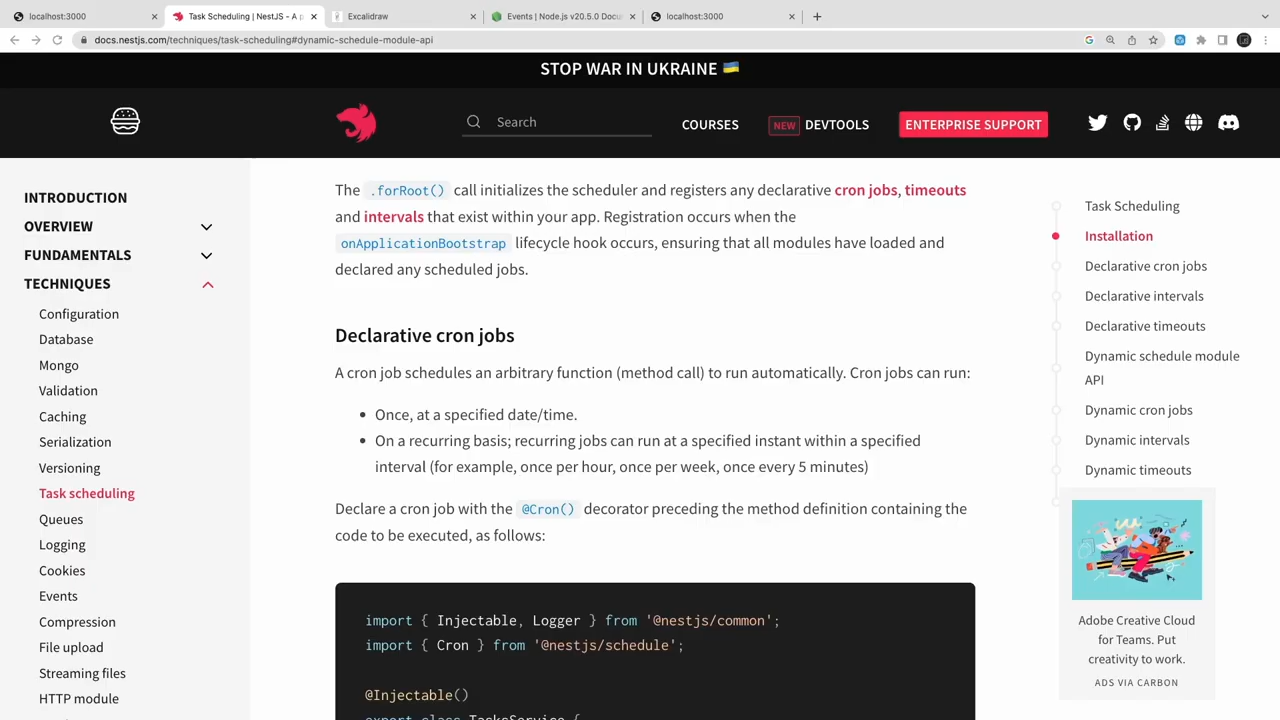 localhost:3000
Task Scheduling | NestJS - A p
Excalidraw
Events | Node.js v20.5.0 Docu
localhost:3000
docs.nestjs.com/techniques/task-scheduling#dynamic-schedule-module-api
STOP WAR IN UKRAINE
Search
COURSES
NEW DEVTOOLS
ENTERPRISE SUPPORT
INTRODUCTION
OVERVIEW
FUNDAMENTALS
TECHNIQUES
Configuration
Database
Mongo
Validation
Caching
Serialization
Versioning
Task scheduling
Queues
Logging
Cookies
Events
Compression
File upload
Streaming files
HTTP module
The .forRoot() call initializes the scheduler and registers any declarative cron jobs, timeouts
and intervals that exist within your app. Registration occurs when the
onApplicationBootstrap lifecycle hook occurs, ensuring that all modules have loaded and
declared any scheduled jobs.
Declarative cron jobs
A cron job schedules an arbitrary function (method call) to run automatically. Cron jobs can run:
• Once, at a specified date/time.
• On a recurring basis; recurring jobs can run at a specified instant within a specified
interval (for example, once per hour, once per week, once every 5 minutes)
Declare a cron job with the @Cron() decorator preceding the method definition containing the
code to be executed, as follows:
import { Injectable, Logger } from '@nestjs/common';
import { Cron } from '@nestjs/schedule';
@Injectable()
export class TasksService {
Task Scheduling
Installation
Declarative cron jobs
Declarative intervals
Declarative timeouts
Dynamic schedule module
API
Dynamic cron jobs
Dynamic intervals
Dynamic timeouts
Adobe Creative Cloud
for Teams. Put
creativity to work.
ADS VIA CARBON